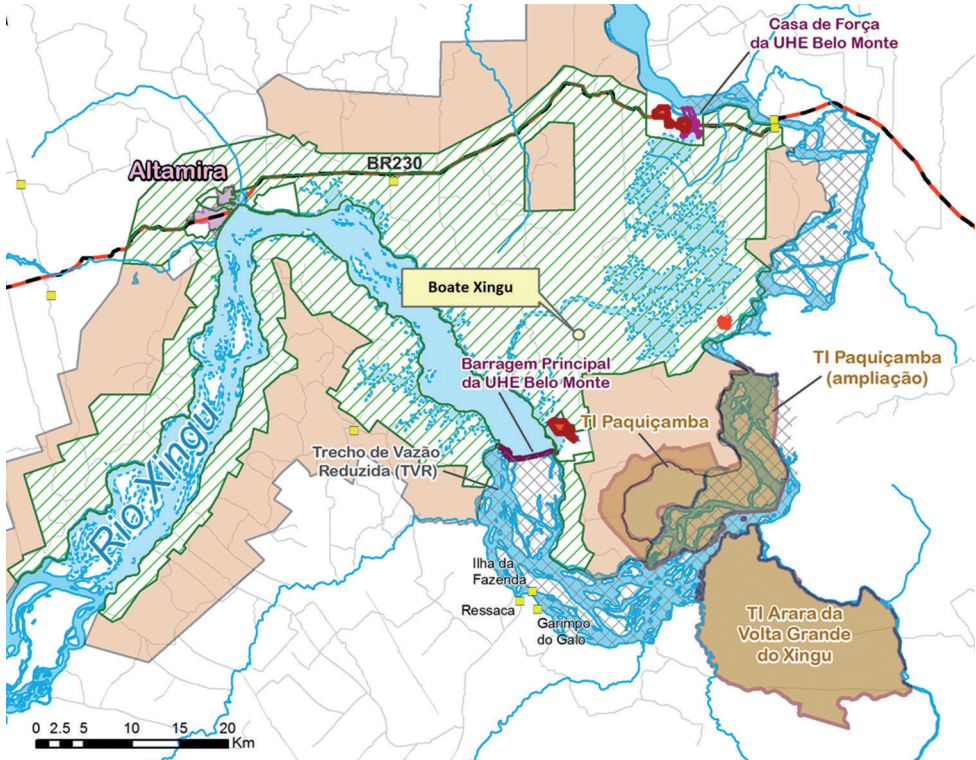 Casa de Força
da UHE Belo Monte
BR230
Altamira
Boate Xingu
Barragem Principal
da UHE Belo Monte
TI Paquiçamba
(ampliação)
TI Paquiçamba
Trecho de Vazão
Reduzida (TVR)
Rio Xingu
Ilha da
Fazenda
Ressaca
Garimpo
do Galo
TI Arara da
Volta Grande
do Xingu
0 2.5 5 10 15 20
Km